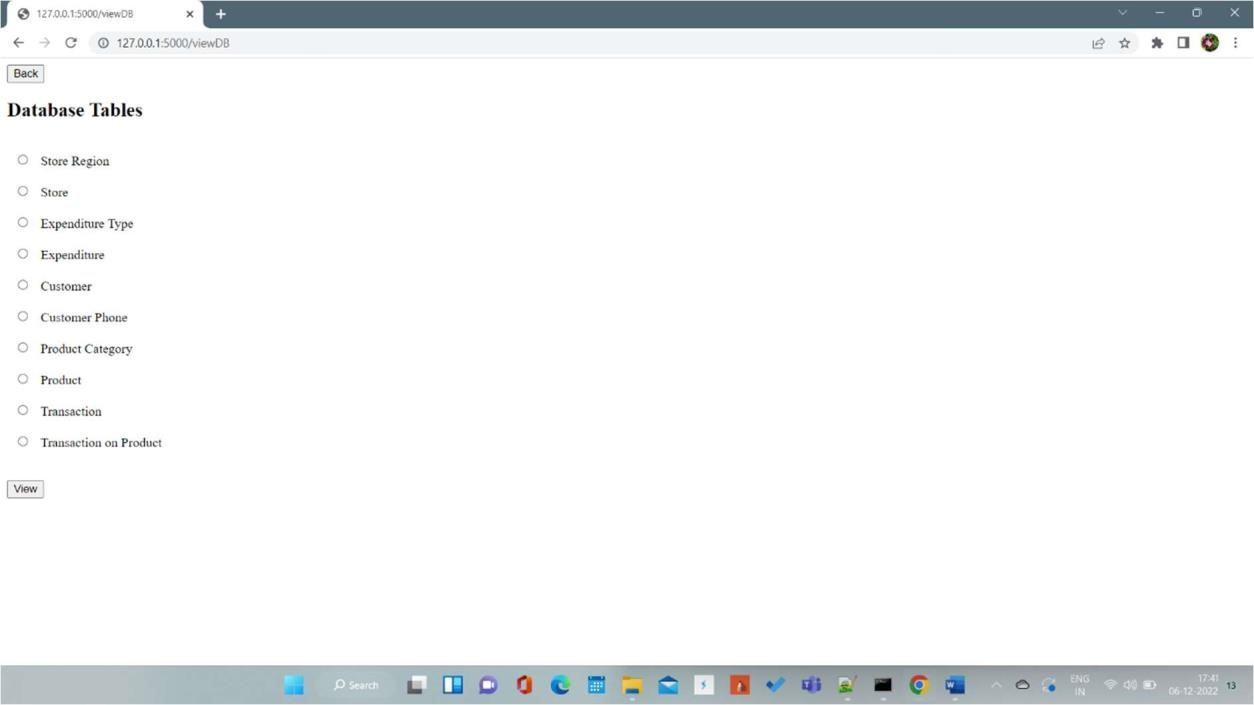 127.0.0.1:5000/viewDB
127.0.0.1:5000/viewDB
Back
Database Tables
Store Region
Store
Expenditure Type
Expenditure
Customer
Customer Phone
Product Category
Product
Transaction
Transaction on Product
View
Search
ENG
IN
17:41
06-12-2022
13